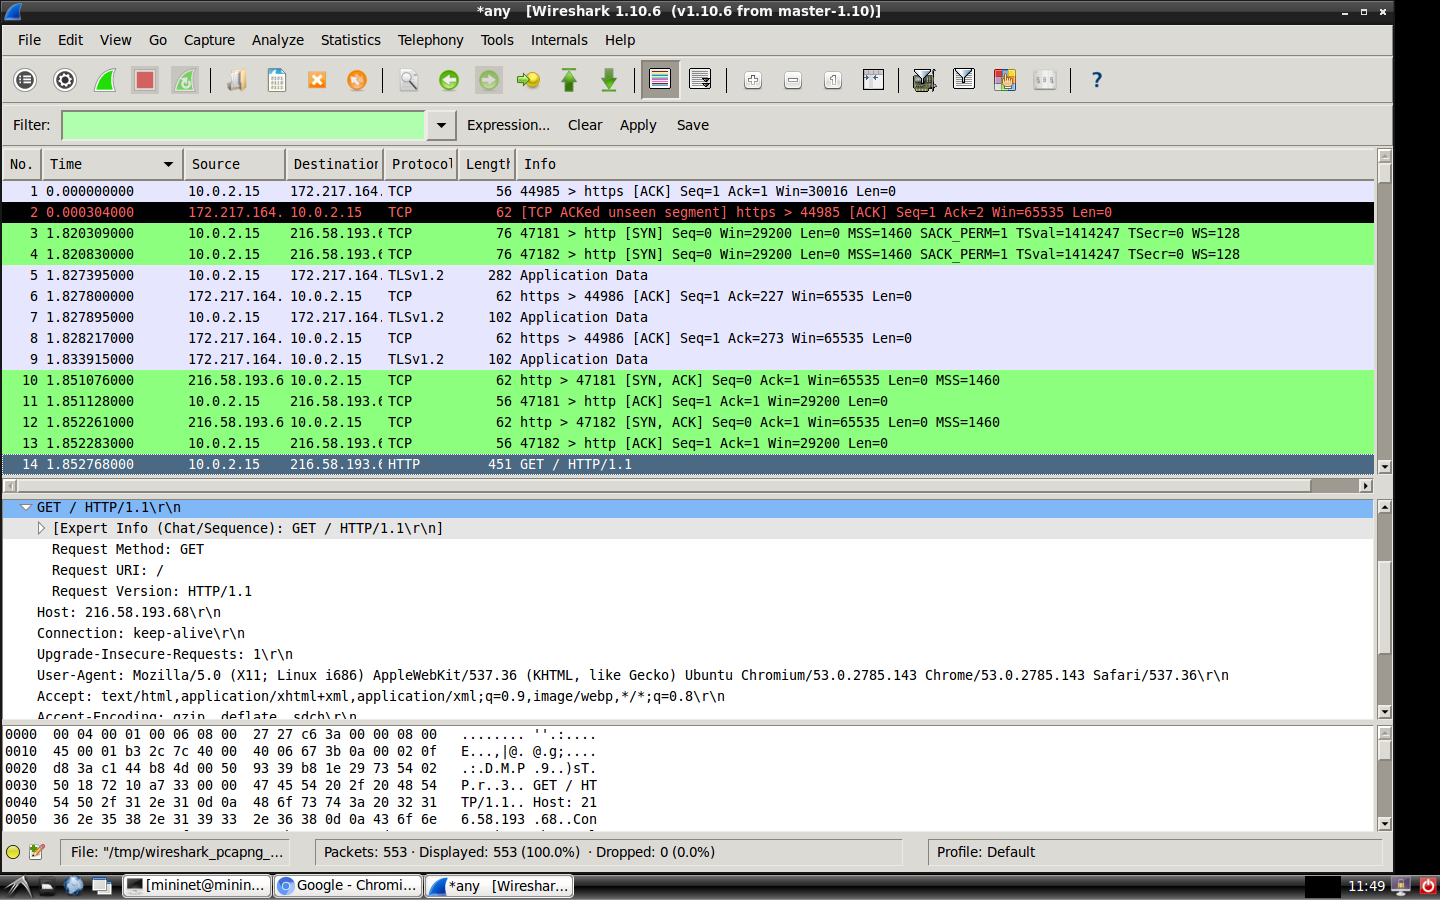 *any   [Wireshark 1.10.6  (v1.10.6 from master-1.10)]
File Edit View Go Capture Analyze Statistics Telephony Tools Internals Help
Filter: Expression... Clear Apply Save
No. Time Source Destination Protocol Length Info
1 0.000000000 10.0.2.15 172.217.164. TCP 56 44985 > https [ACK] Seq=1 Ack=1 Win=30016 Len=0
2 0.000304000 172.217.164. 10.0.2.15 TCP 62 [TCP ACKed unseen segment] https > 44985 [ACK] Seq=1 Ack=2 Win=65535 Len=0
3 1.820309000 10.0.2.15 216.58.193.6 TCP 76 47181 > http [SYN] Seq=0 Win=29200 Len=0 MSS=1460 SACK_PERM=1 TSval=1414247 TSecr=0 WS=128
4 1.820830000 10.0.2.15 216.58.193.6 TCP 76 47182 > http [SYN] Seq=0 Win=29200 Len=0 MSS=1460 SACK_PERM=1 TSval=1414247 TSecr=0 WS=128
5 1.827395000 10.0.2.15 172.217.164. TLSv1.2 282 Application Data
6 1.827800000 172.217.164. 10.0.2.15 TCP 62 https > 44986 [ACK] Seq=1 Ack=227 Win=65535 Len=0
7 1.827895000 10.0.2.15 172.217.164. TLSv1.2 102 Application Data
8 1.828217000 172.217.164. 10.0.2.15 TCP 62 https > 44986 [ACK] Seq=1 Ack=273 Win=65535 Len=0
9 1.833915000 172.217.164. 10.0.2.15 TLSv1.2 102 Application Data
10 1.851076000 216.58.193.6 10.0.2.15 TCP 62 http > 47181 [SYN, ACK] Seq=0 Ack=1 Win=65535 Len=0 MSS=1460
11 1.851128000 10.0.2.15 216.58.193.6 TCP 56 47181 > http [ACK] Seq=1 Ack=1 Win=29200 Len=0
12 1.852261000 216.58.193.6 10.0.2.15 TCP 62 http > 47182 [SYN, ACK] Seq=0 Ack=1 Win=65535 Len=0 MSS=1460
13 1.852283000 10.0.2.15 216.58.193.6 TCP 56 47182 > http [ACK] Seq=1 Ack=1 Win=29200 Len=0
14 1.852768000 10.0.2.15 216.58.193.6 HTTP 451 GET / HTTP/1.1
GET / HTTP/1.1\r\n
[Expert Info (Chat/Sequence): GET / HTTP/1.1\r\n]
Request Method: GET
Request URI: /
Request Version: HTTP/1.1
Host: 216.58.193.68\r\n
Connection: keep-alive\r\n
Upgrade-Insecure-Requests: 1\r\n
User-Agent: Mozilla/5.0 (X11; Linux i686) AppleWebKit/537.36 (KHTML, like Gecko) Ubuntu Chromium/53.0.2785.143 Chrome/53.0.2785.143 Safari/537.36\r\n
Accept: text/html,application/xhtml+xml,application/xml;q=0.9,image/webp,*/*;q=0.8\r\n
Accept-Encoding: gzip, deflate, sdch\r\n
0000  00 04 00 01 00 06 08 00  27 27 c6 3a 00 00 08 00   ........ ''.:....
0010  45 00 01 b3 2c 7c 40 00  40 06 67 3b 0a 00 02 0f   E...,|@. @.g;....
0020  d8 3a c1 44 b8 4d 00 50  93 39 b8 1e 29 73 54 02   .:.D.M.P .9..)sT.
0030  50 18 72 10 a7 33 00 00  47 45 54 20 2f 20 48 54   P.r..3.. GET / HT
0040  54 50 2f 31 2e 31 0d 0a  48 6f 73 74 3a 20 32 31   TP/1.1.. Host: 21
0050  36 2e 35 38 2e 31 39 33  2e 36 38 0d 0a 43 6f 6e   6.58.193 .68..Con
File: "/tmp/wireshark_pcapng_... Packets: 553 · Displayed: 553 (100.0%)  · Dropped: 0 (0.0%) Profile: Default
[mininet@minin... Google - Chromi... *any   [Wireshar... 11:49